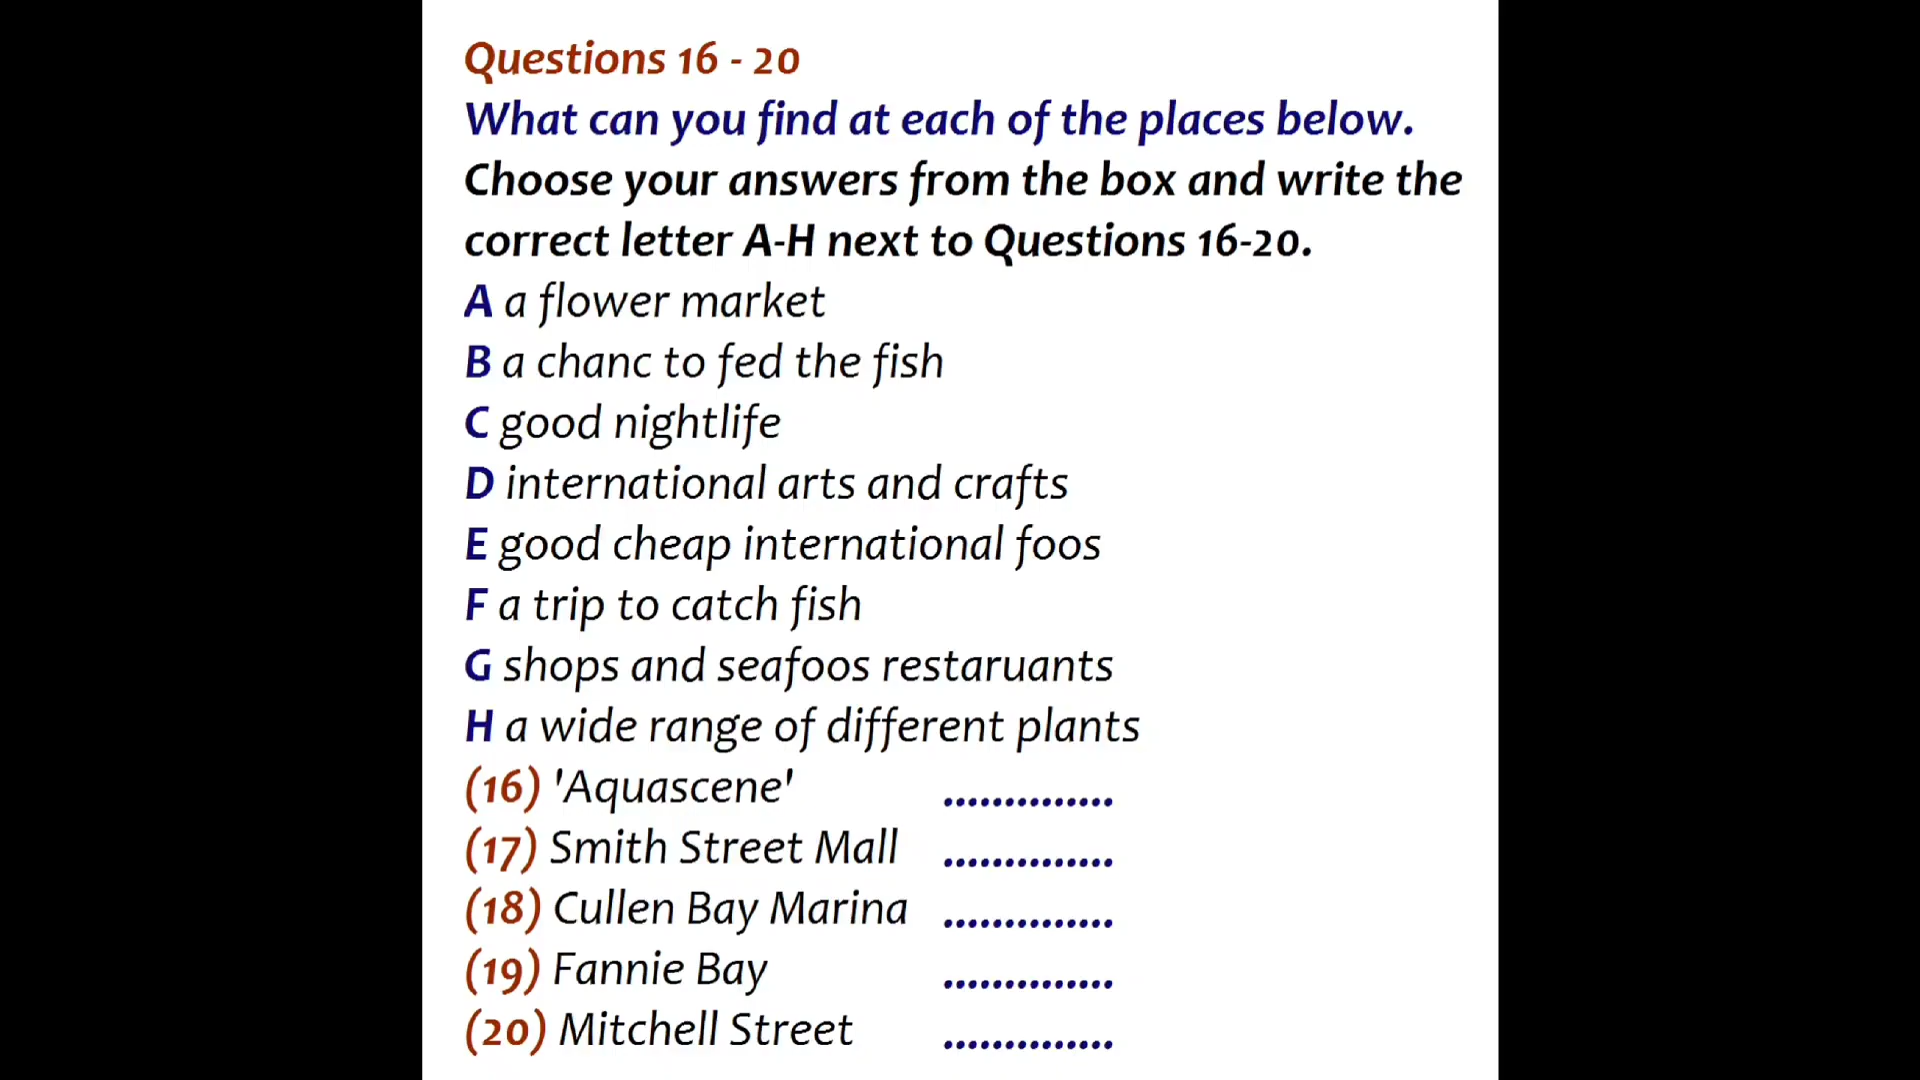 Questions 16 - 20
What can you find at each of the places below.
Choose your answers from the box and write the
correct letter A-H next to Questions 16-20.
A a flower market
B a chanc to fed the fish
C good nightlife
D international arts and crafts
E good cheap international foos
F a trip to catch fish
G shops and seafoos restaruants
H a wide range of different plants
(16) 'Aquascene' ..............
(17) Smith Street Mall ..............
(18) Cullen Bay Marina ..............
(19) Fannie Bay ..............
(20) Mitchell Street ..............